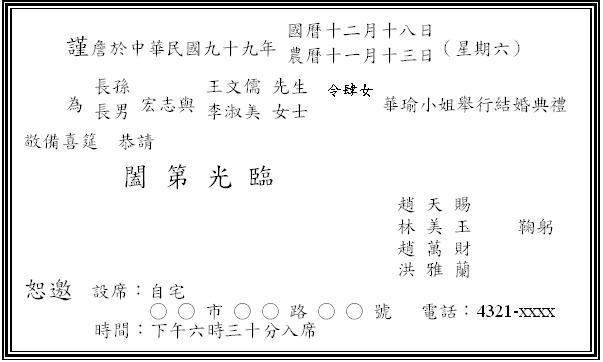 國曆十二月十八日
謹詹於中華民國九十九年 農曆十一月十三日（星期六）
長孫 王文儒 先生 令肆女
為 長男 宏志與 李淑美 女士 華瑜小姐舉行結婚典禮
敬備喜筵 恭請
闔第光臨
趙天賜
林美玉 鞠躬
趙萬財
洪雅蘭
恕邀 設席：自宅
○○市○○路○○號 電話：4321-xxxx
時間：下午六時三十分入席